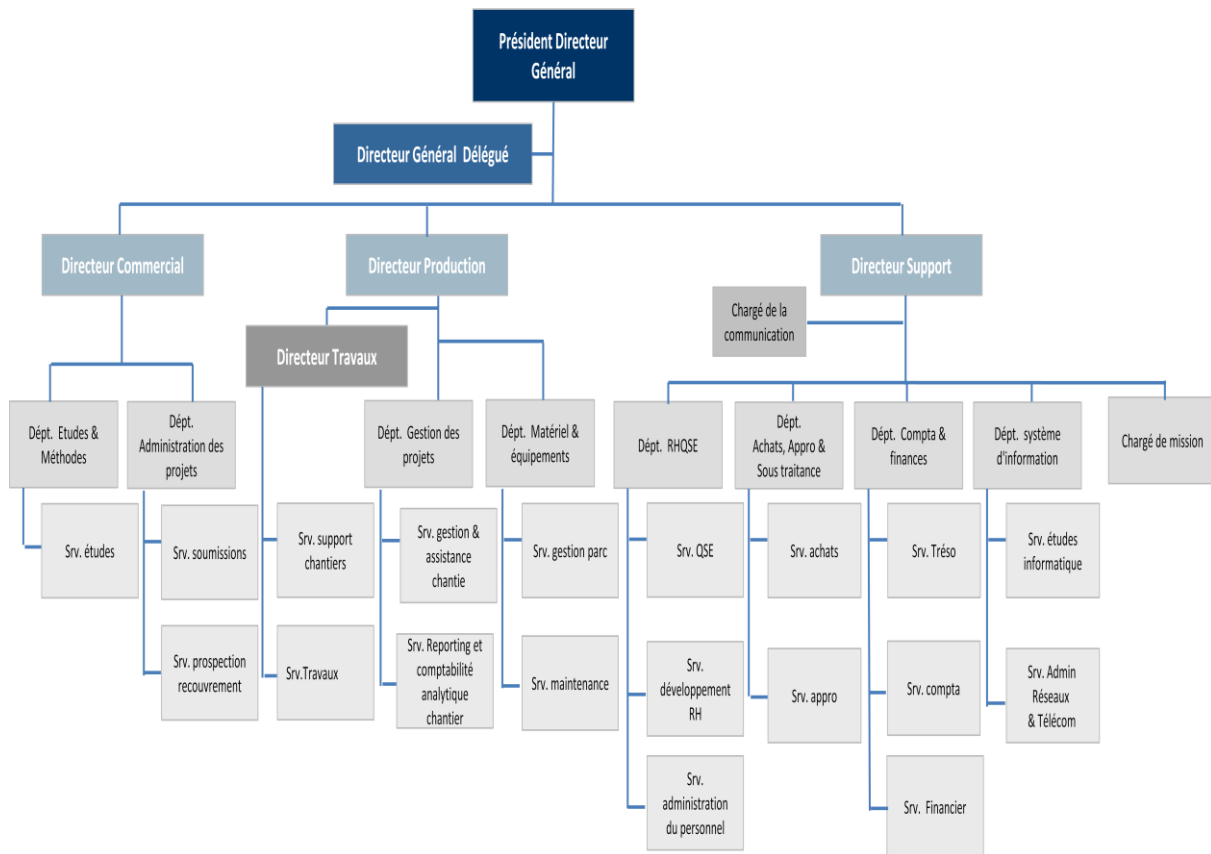 Président Directeur
Général
Directeur Général  Délégué
Directeur Commercial
Directeur Production
Directeur Support
Chargé de la
communication
Directeur Travaux
Dépt.  Etudes &
Méthodes
Dépt.
Administration des
projets
Dépt.  Gestion des
projets
Dépt.  Matériel &
équipements
Dépt.  RHQSE
Dépt.
Achats, Appro &
Sous traitance
Dépt.  Compta &
finances
Dépt.  système
d'information
Chargé de mission
Srv. études
Srv. soumissions
Srv. support
chantiers
Srv. gestion &
assistance
chantie
Srv. gestion parc
Srv.  QSE
Srv. achats
Srv.  Tréso
Srv. études
informatique
Srv. prospection
recouvrement
Srv.Travaux
Srv.  Reporting et
comptabilité
analytique
chantier
Srv. maintenance
Srv.
développement
RH
Srv. appro
Srv. compta
Srv.  Admin
Réseaux
& Télécom
Srv.
administration
du personnel
Srv.  Financier